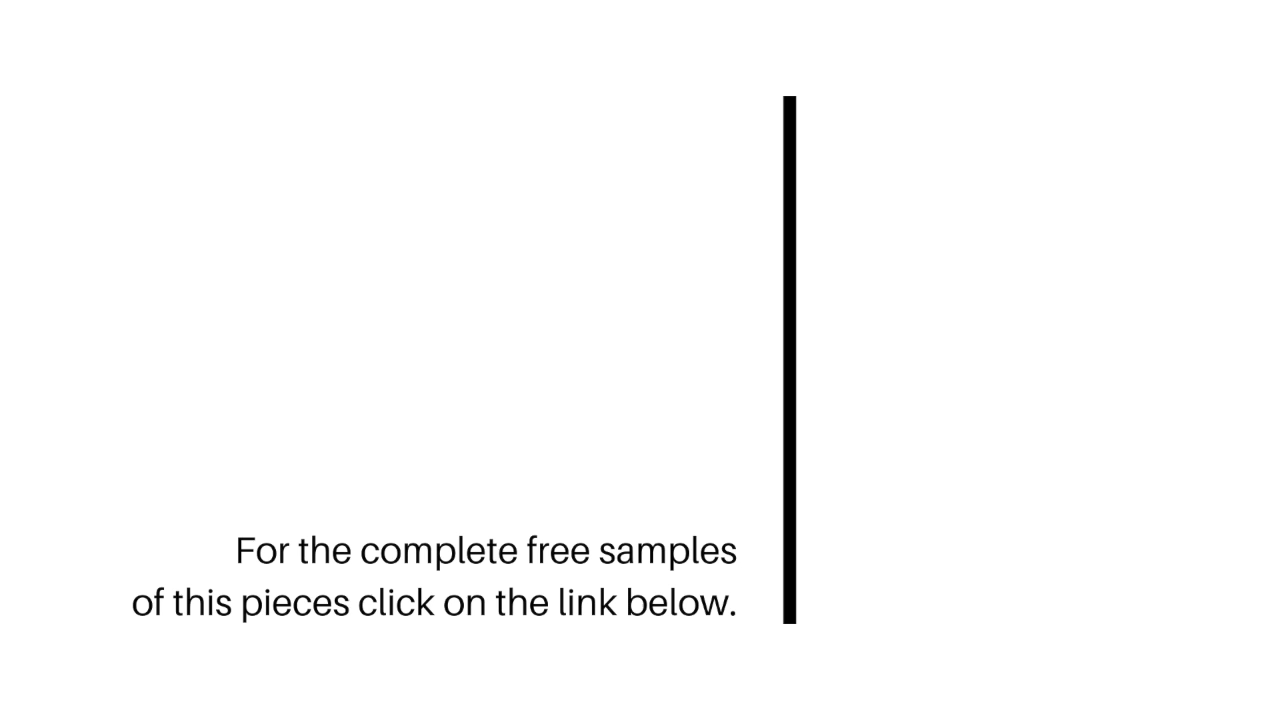 For the complete free samples
of this pieces click on the link below.